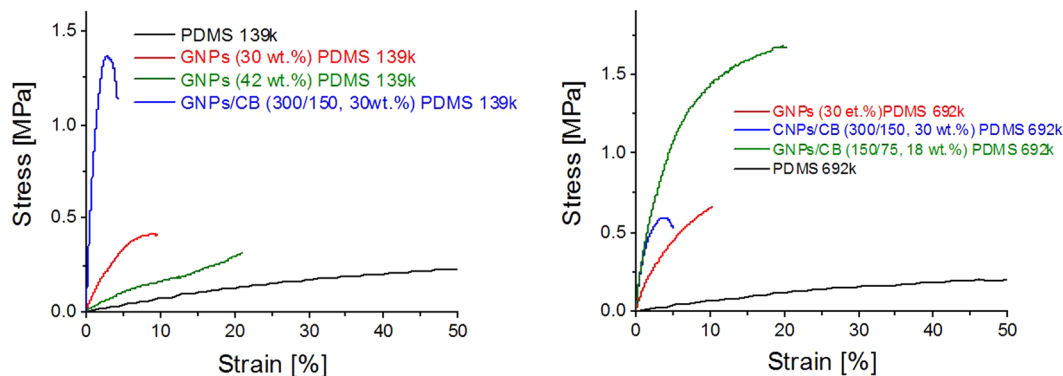 Stress [MPa]
1.5
1.0
0.5
0.0
PDMS 139k
GNPs (30 wt.%) PDMS 139k
GNPs (42 wt.%) PDMS 139k
GNPs/CB (300/150, 30wt.%) PDMS 139k
0 10 20 30 40 50
Strain [%]
Stress [MPa]
1.5
1.0
0.5
0.0
GNPs (30 et.%)PDMS 692k
CNPs/CB (300/150, 30 wt.%) PDMS 692k
GNPs/CB (150/75, 18 wt.%) PDMS 692k
PDMS 692k
0 10 20 30 40 50
Strain [%]